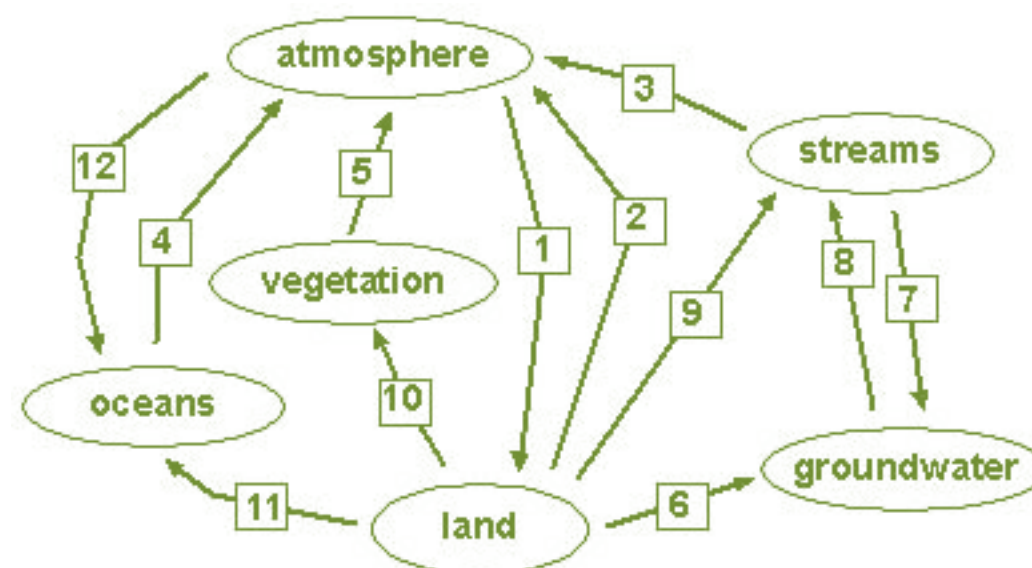 atmosphere
3
streams
12
5
4
1
2
8
vegetation
7
9
oceans
10
groundwater
11
land
6